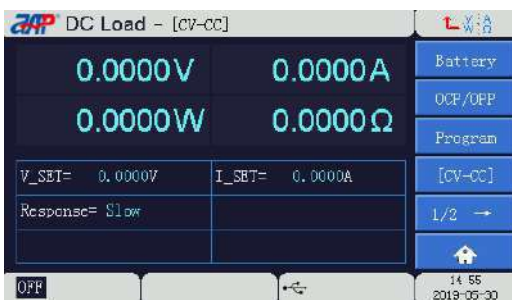 DC Load - [CV-CC]
0.0000V 0.0000A
0.0000W 0.0000Ω
V_SET= 0.0000V I_SET= 0.0000A
Response= Slow
OFF
Battery
OCP/OPP
Program
[CV-CC]
1/2 →
14 55
2019-05-30